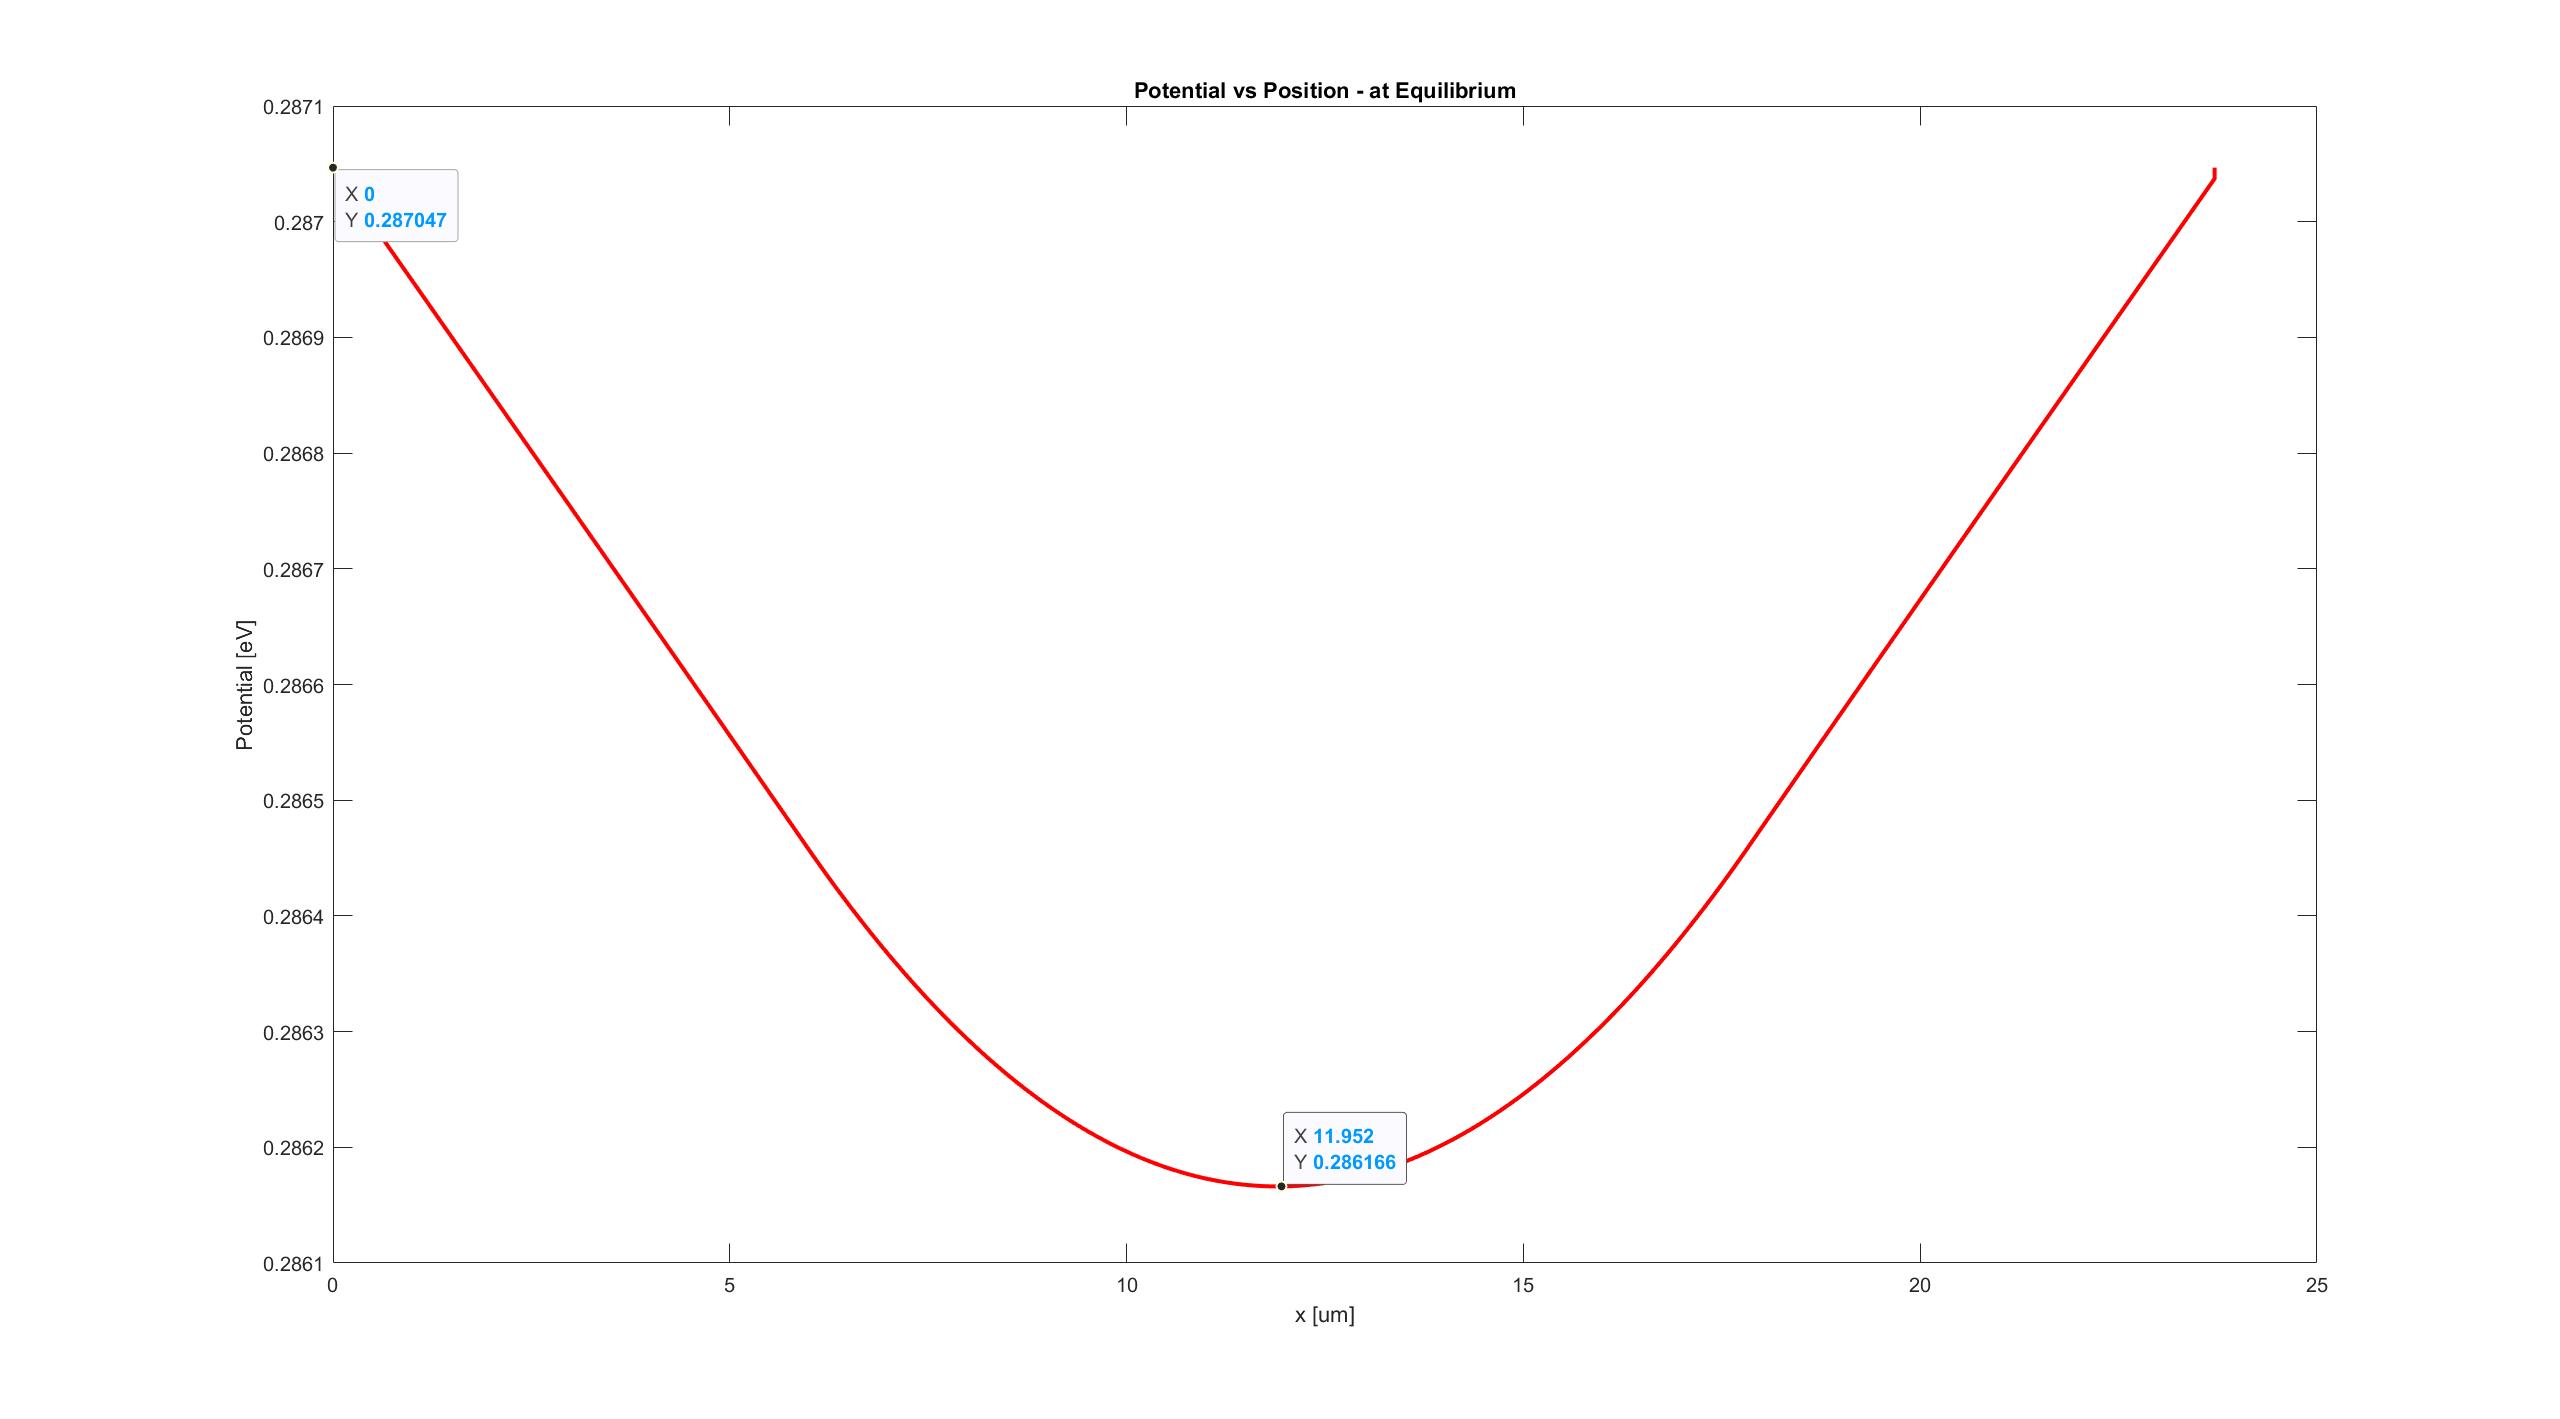 Potential vs Position - at Equilibrium
0.2871
X 0
Y 0.287047
0.287
0.2869
0.2868
0.2867
0.2866
Potential [eV]
0.2865
0.2864
0.2863
X 11.952
Y 0.286166
0.2862
0.2861
0 5 10 15 20 25
x [um]